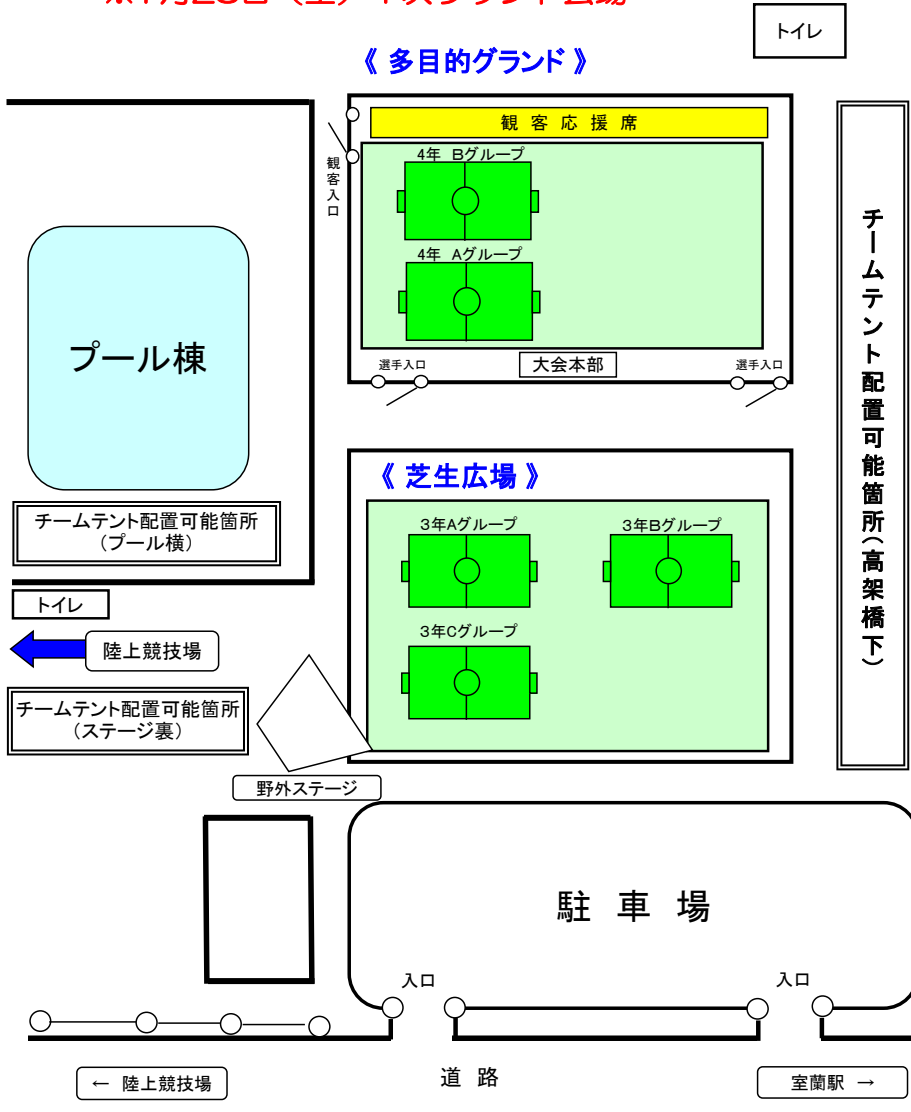 トイレ
《 多目的グランド 》
観 客 応 援 席
観客入口
4年 Bグループ
4年 Aグループ
選手入口
大会本部
選手入口
プール棟
チームテント配置可能箇所(高架橋下)
《 芝生広場 》
3年Aグループ
3年Bグループ
3年Cグループ
チームテント配置可能箇所
(プール横)
トイレ
陸上競技場
チームテント配置可能箇所
(ステージ裏)
野外ステージ
駐 車 場
入口
入口
← 陸上競技場
道 路
室蘭駅 →